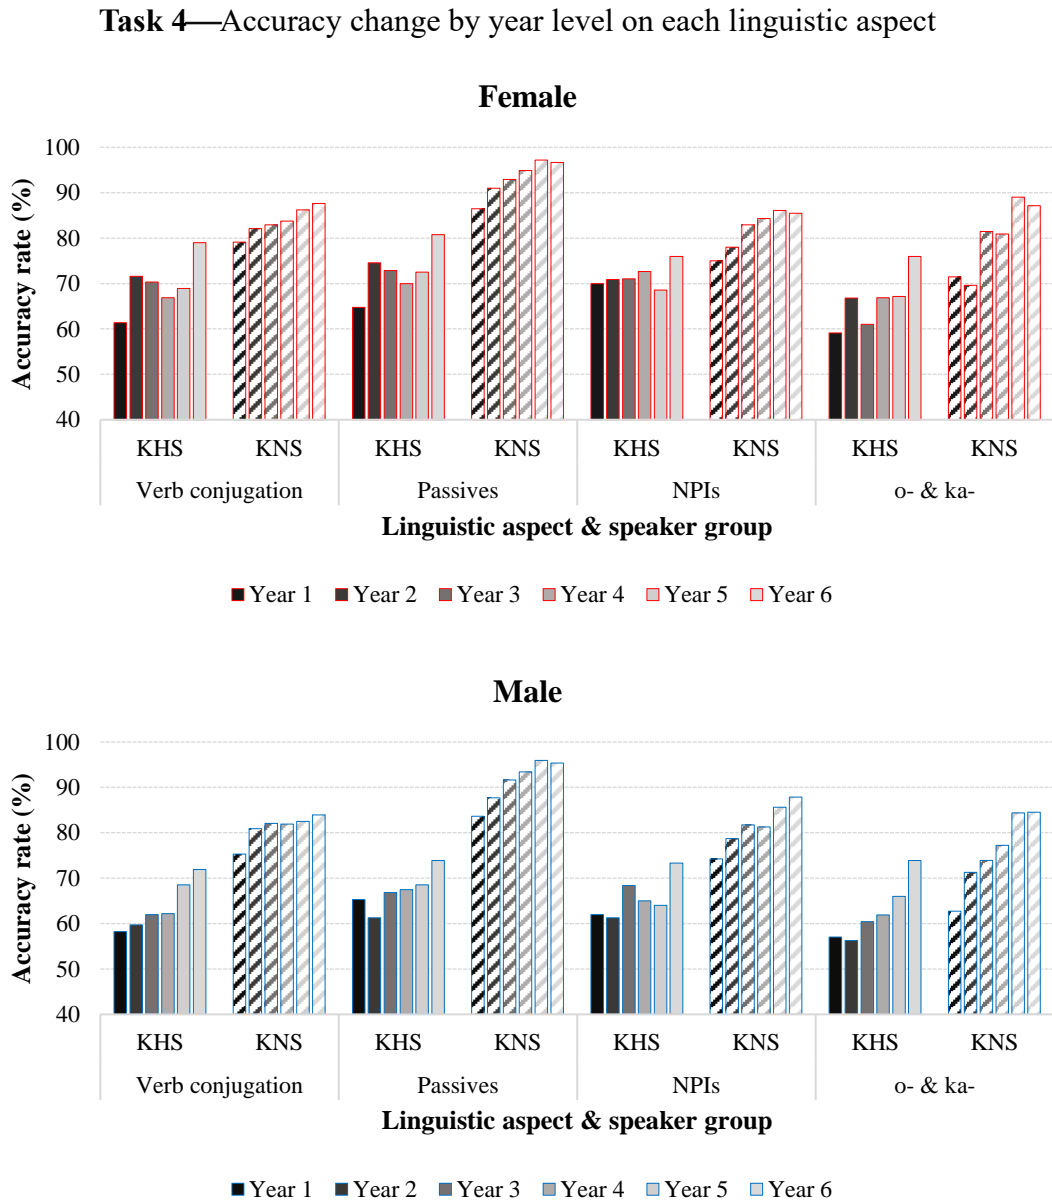 Task 4—Accuracy change by year level on each linguistic aspect
Female
Accuracy rate (%)
100
90
80
70
60
50
40
KHS KNS KHS KNS KHS KNS KHS KNS
Verb conjugation Passives NPIs o- & ka-
Linguistic aspect & speaker group
Year 1 Year 2 Year 3 Year 4 Year 5 Year 6
Male
Accuracy rate (%)
100
90
80
70
60
50
40
KHS KNS KHS KNS KHS KNS KHS KNS
Verb conjugation Passives NPIs o- & ka-
Linguistic aspect & speaker group
Year 1 Year 2 Year 3 Year 4 Year 5 Year 6